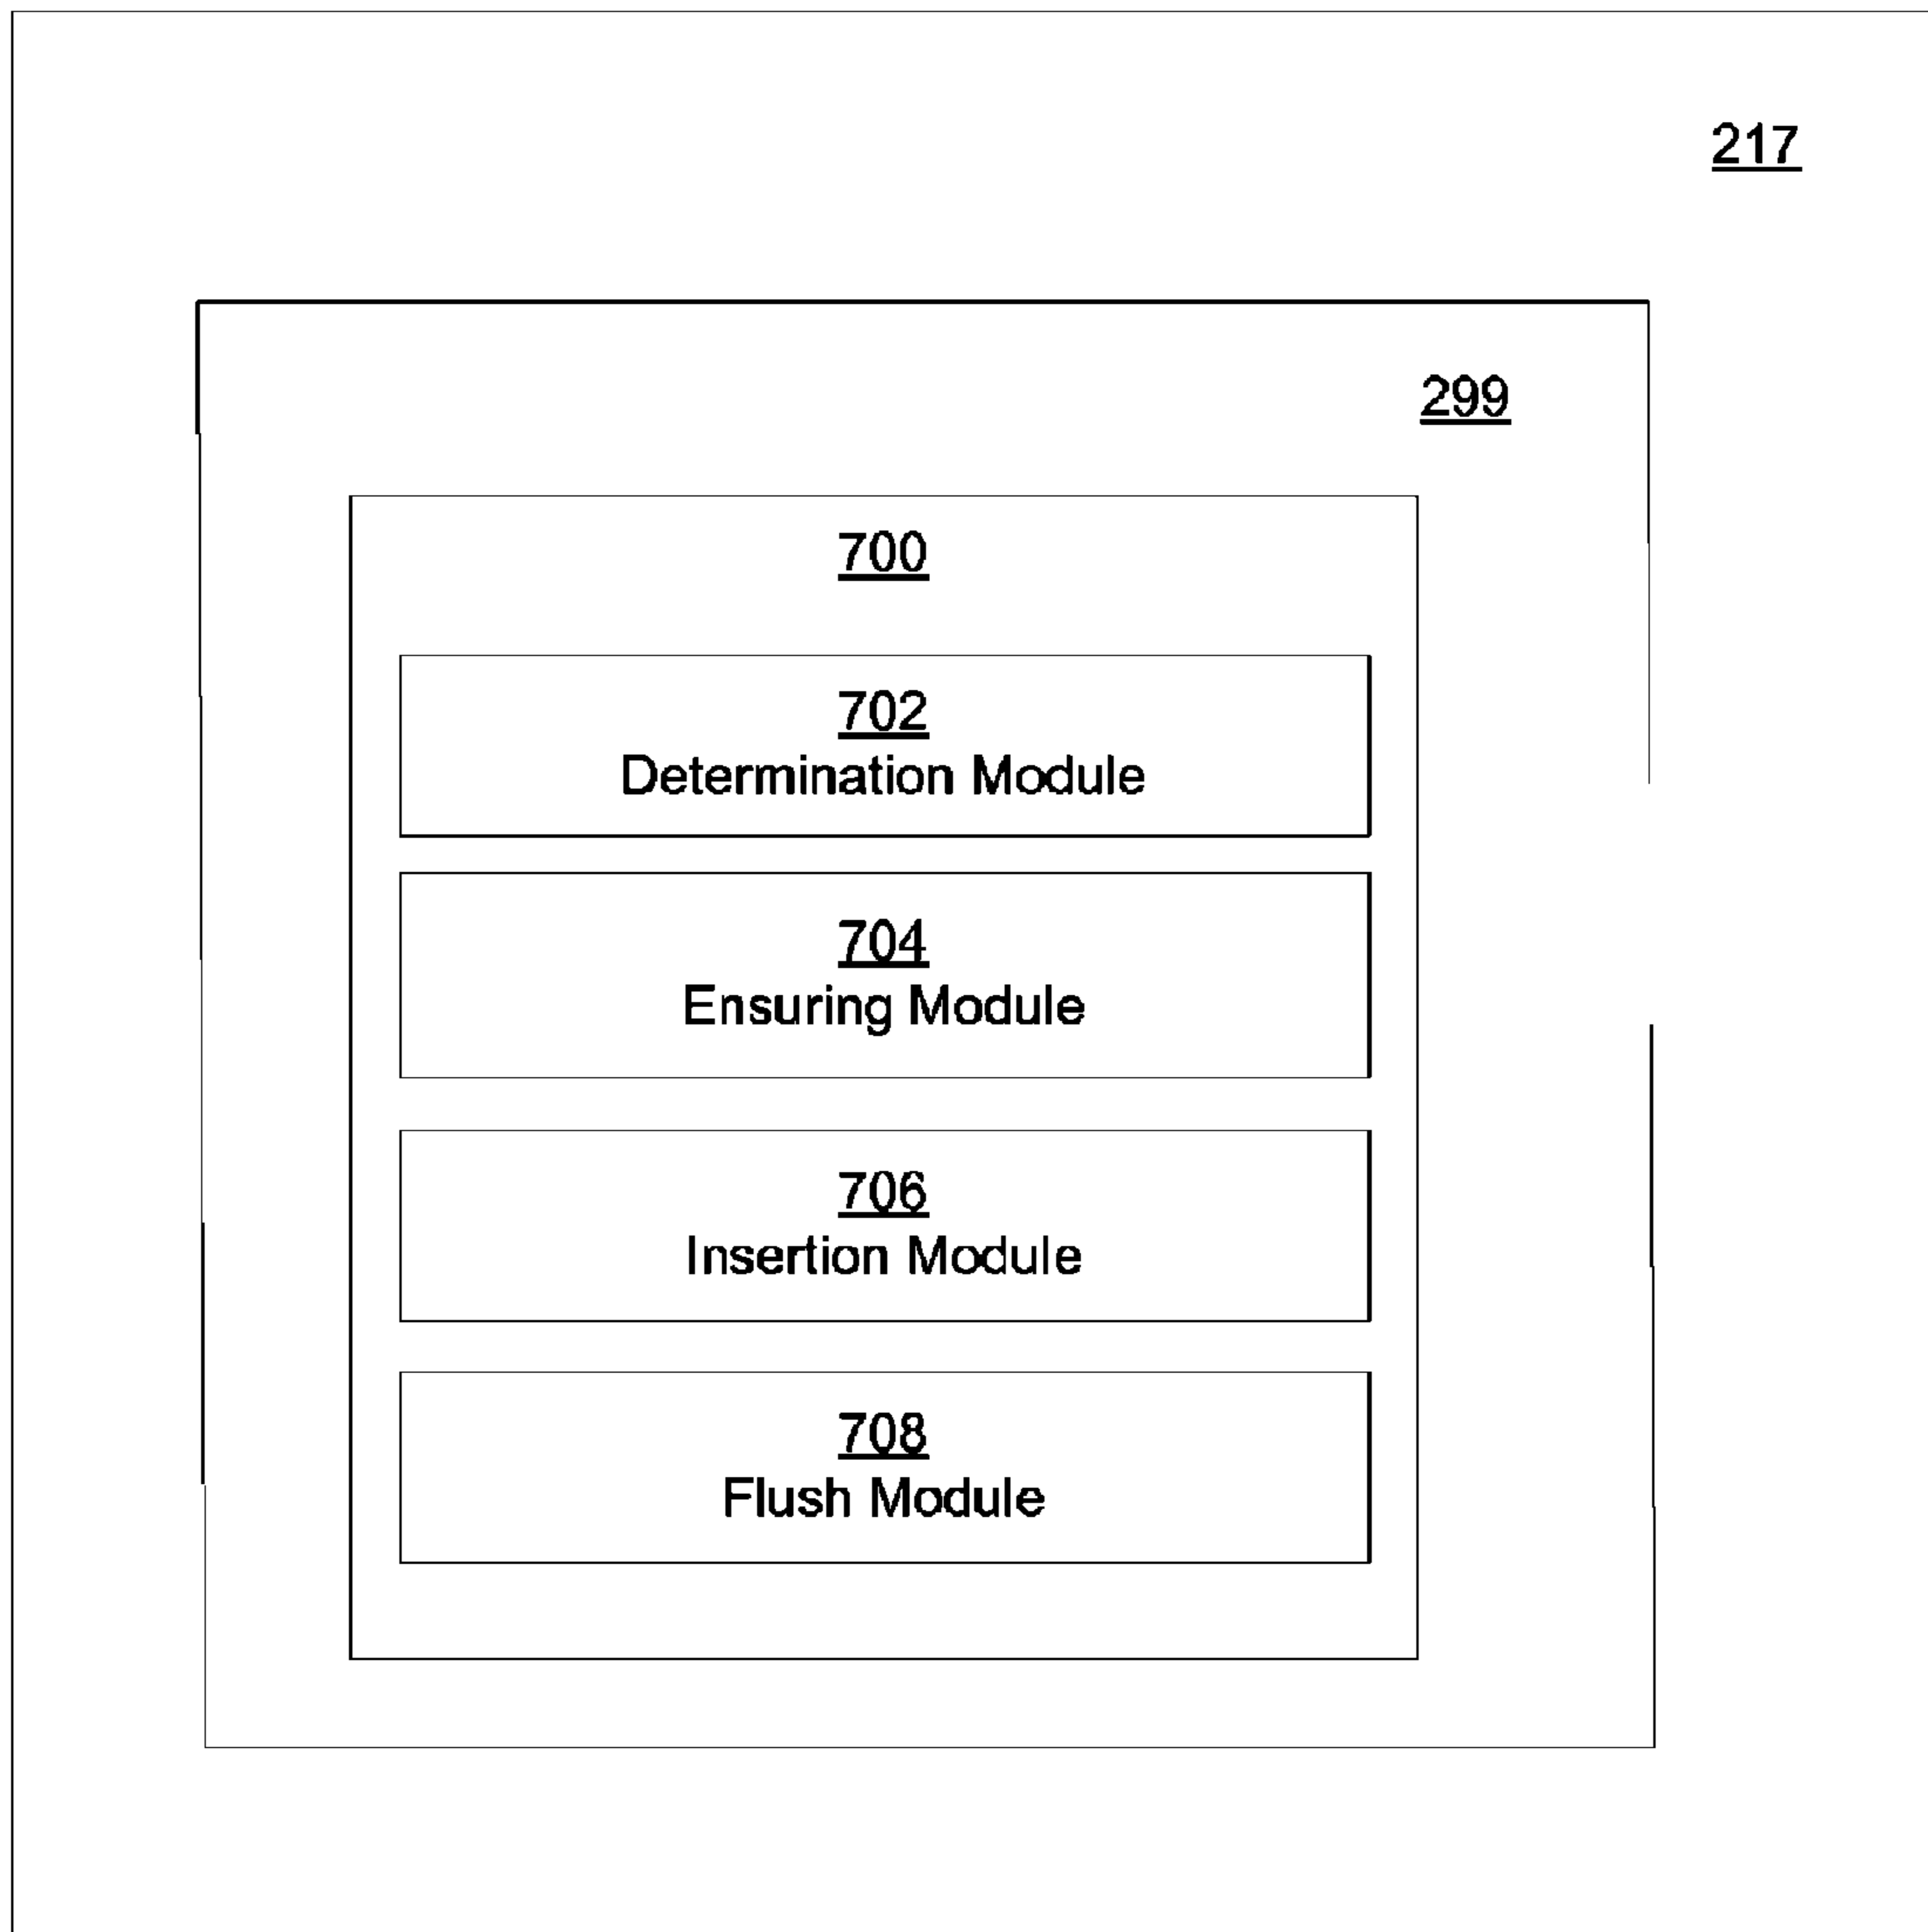 217
299
700
702
Determination Module
704
Ensuring Module
706
Insertion Module
708
Flush Module